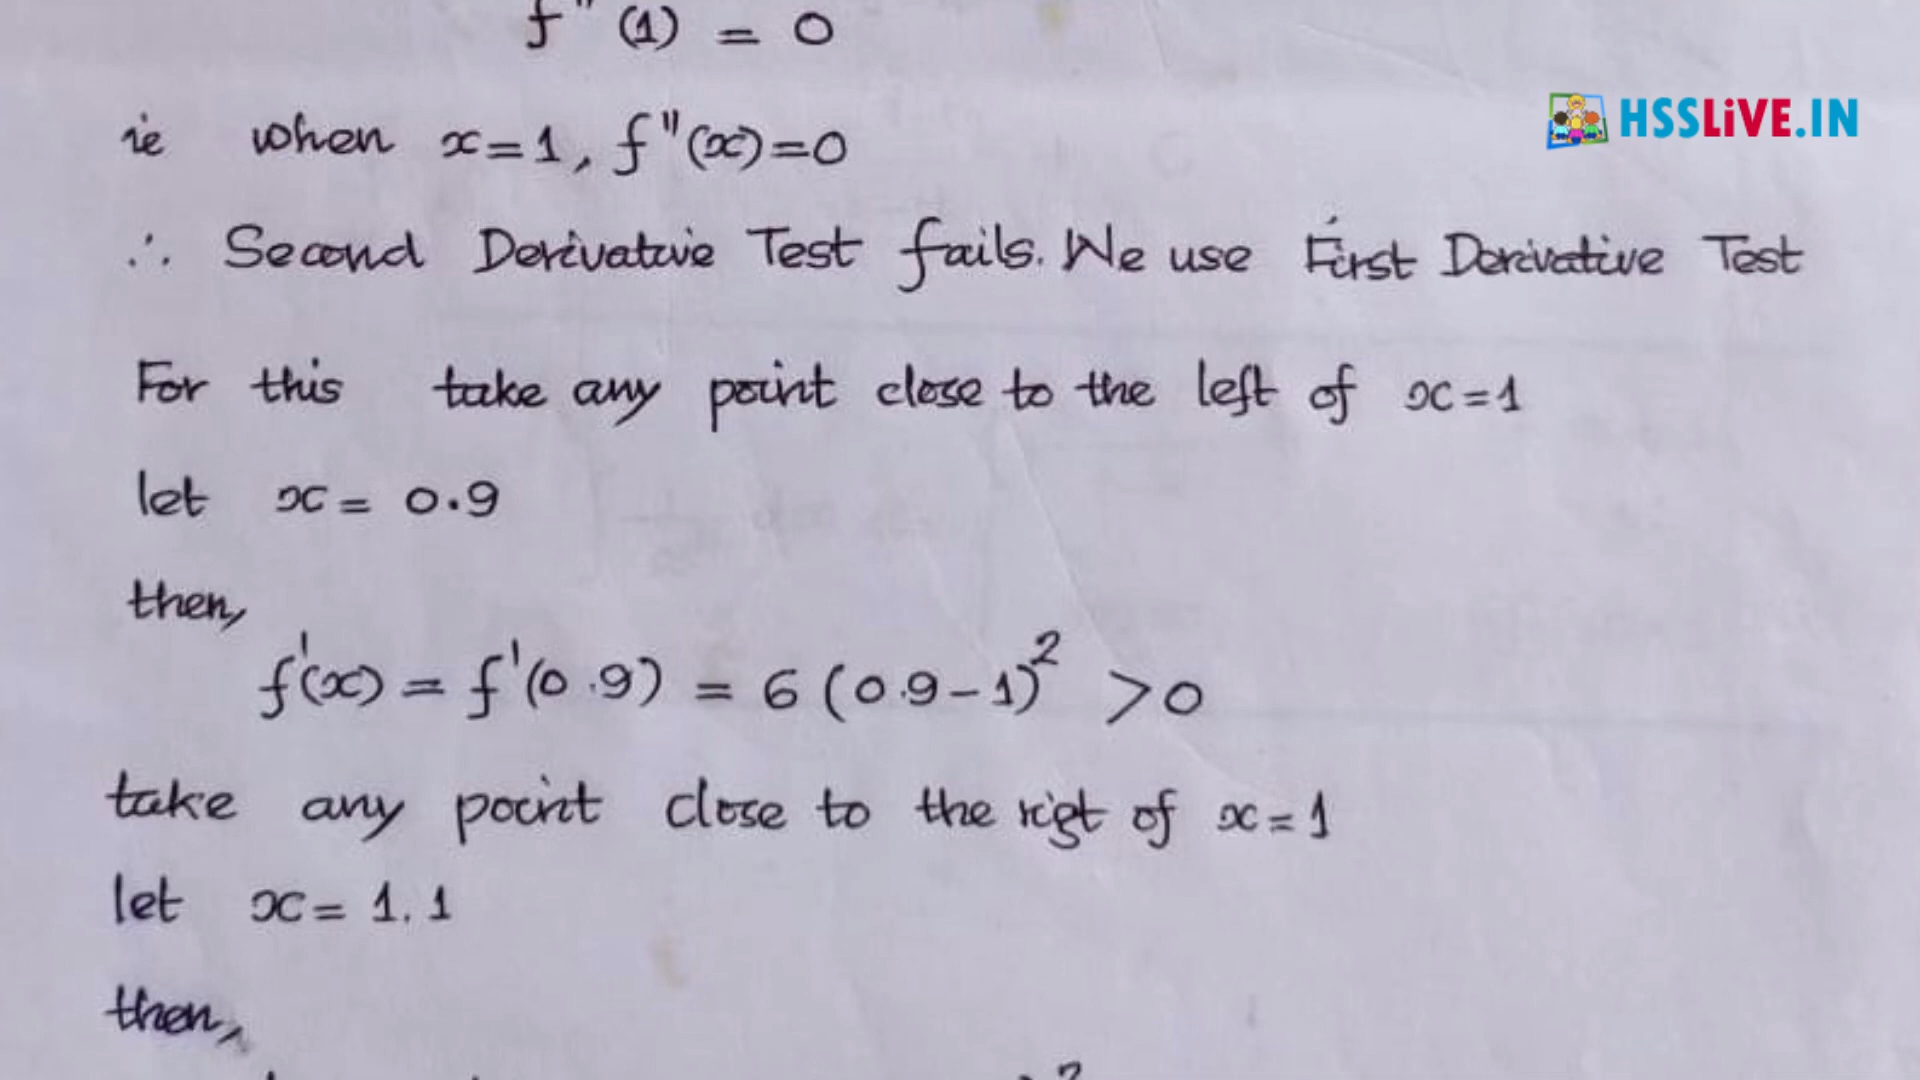 f"(1) = 0
HSSLiVE.IN
ie when x=1, f"(x)=0
∴ Second Derivative Test fails. We use First Derivative Test
For this take any point close to the left of x=1
let x= 0.9
then,
f'(x) = f'(0.9) = 6(0.9-1)² >0
take any point close to the rigt of x=1
let x= 1.1
then,